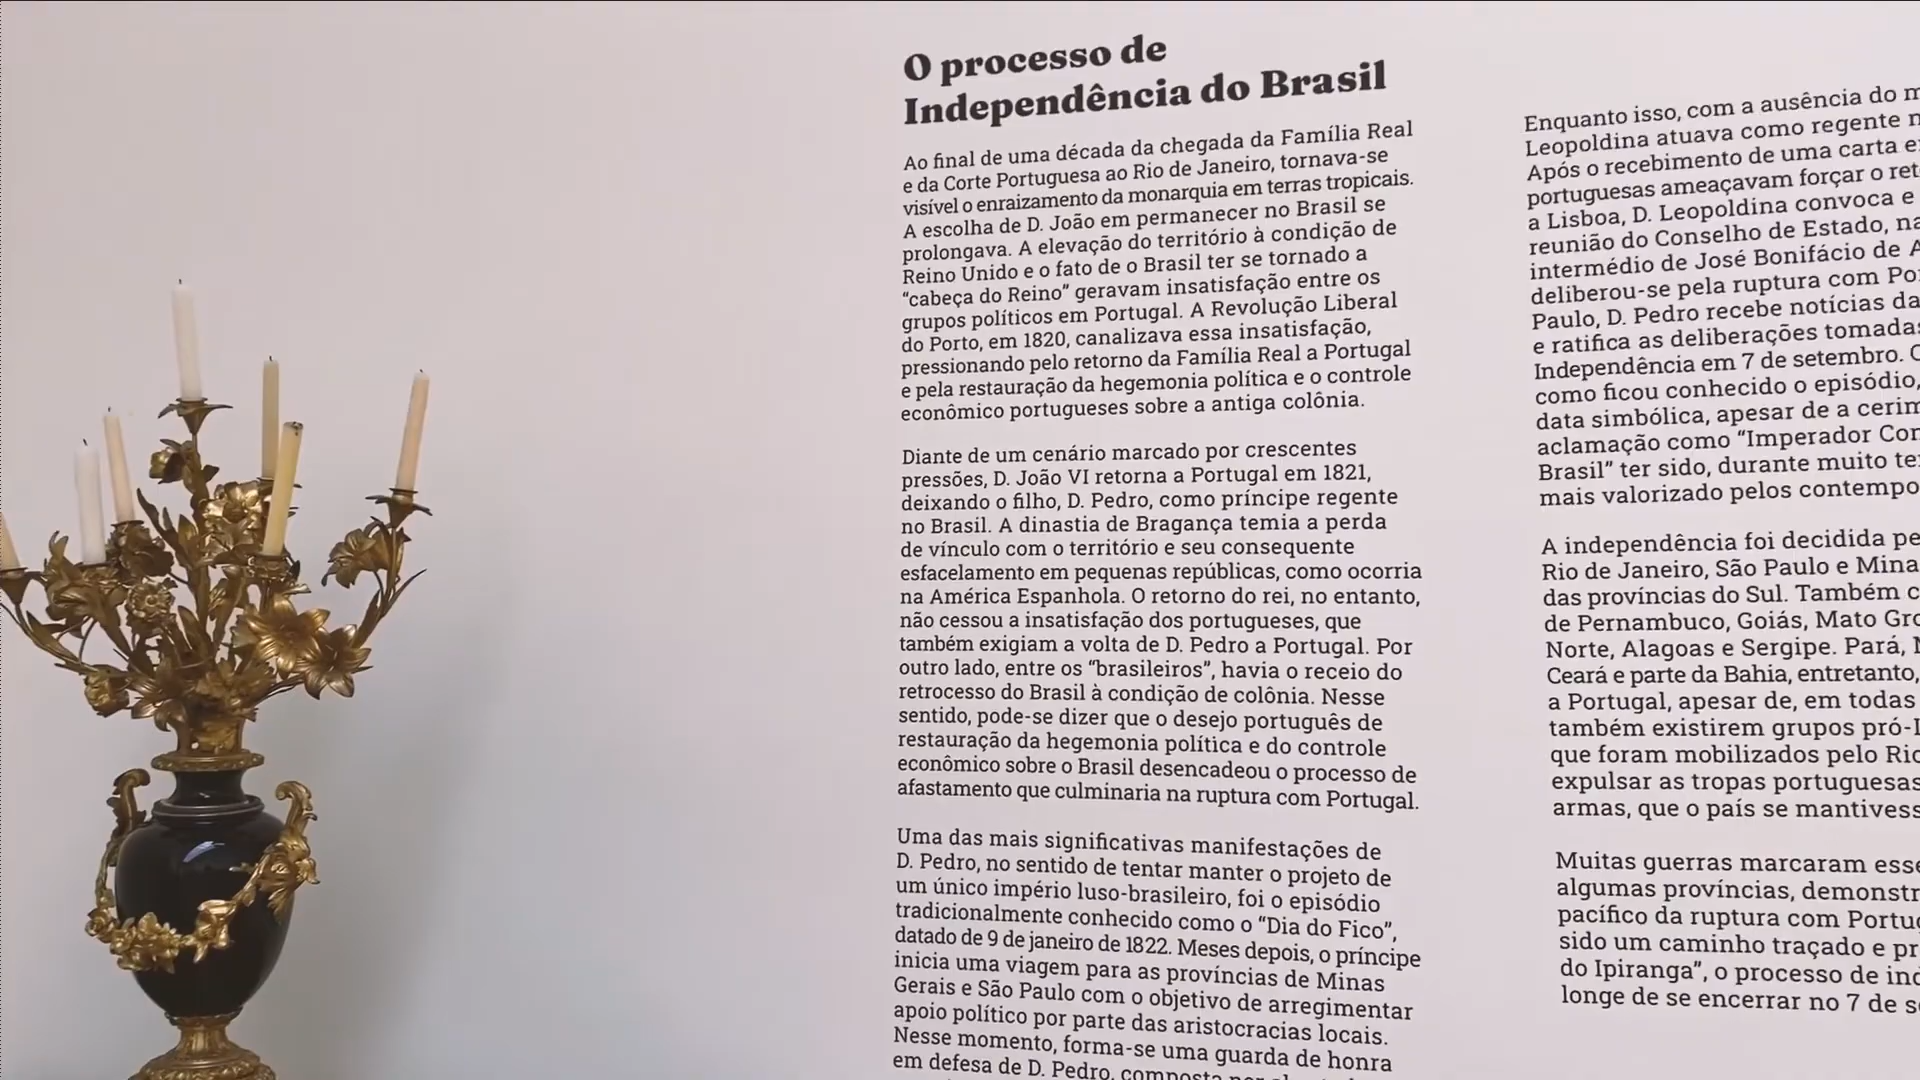 O processo de
Independência do Brasil
Ao final de uma década da chegada da Família Real
e da Corte Portuguesa ao Rio de Janeiro, tornava-se
visível o enraizamento da monarquia em terras tropicais.
A escolha de D. João em permanecer no Brasil se
prolongava. A elevação do território à condição de
Reino Unido e o fato de o Brasil ter se tornado a
“cabeça do Reino” geravam insatisfação entre os
grupos políticos em Portugal. A Revolução Liberal
do Porto, em 1820, canalizava essa insatisfação,
pressionando pelo retorno da Família Real a Portugal
e pela restauração da hegemonia política e o controle
econômico portugueses sobre a antiga colônia.
Diante de um cenário marcado por crescentes
pressões, D. João VI retorna a Portugal em 1821,
deixando o filho, D. Pedro, como príncipe regente
no Brasil. A dinastia de Bragança temia a perda
de vínculo com o território e seu consequente
esfacelamento em pequenas repúblicas, como ocorria
na América Espanhola. O retorno do rei, no entanto,
não cessou a insatisfação dos portugueses, que
também exigiam a volta de D. Pedro a Portugal. Por
outro lado, entre os “brasileiros”, havia o receio do
retrocesso do Brasil à condição de colônia. Nesse
sentido, pode-se dizer que o desejo português de
restauração da hegemonia política e do controle
econômico sobre o Brasil desencadeou o processo de
afastamento que culminaria na ruptura com Portugal.
Uma das mais significativas manifestações de
D. Pedro, no sentido de tentar manter o projeto de
um único império luso-brasileiro, foi o episódio
tradicionalmente conhecido como o “Dia do Fico”,
datado de 9 de janeiro de 1822. Meses depois, o príncipe
inicia uma viagem para as províncias de Minas
Gerais e São Paulo com o objetivo de arregimentar
apoio político por parte das aristocracias locais.
Nesse momento, forma-se uma guarda de honra
em defesa de D. Pedro, composta por
Enquanto isso, com a ausência do
Leopoldina atuava como regente
Após o recebimento de uma carta
portuguesas ameaçavam forçar o
a Lisboa, D. Leopoldina convoca e
reunião do Conselho de Estado,
intermédio de José Bonifácio de
deliberou-se pela ruptura com
Paulo, D. Pedro recebe notícias
e ratifica as deliberações
Independência em 7 de setembro.
como ficou conhecido o episódio,
data simbólica, apesar de a
aclamação como “Imperador
Brasil” ter sido, durante muito
mais valorizado pelos
A independência foi decidida
Rio de Janeiro, São Paulo e
das províncias do Sul. Também
de Pernambuco, Goiás, Mato
Norte, Alagoas e Sergipe. Pará,
Ceará e parte da Bahia, entretanto,
a Portugal, apesar de, em todas
também existirem grupos
que foram mobilizados pelo
expulsar as tropas portuguesas
armas, que o país se
Muitas guerras marcaram
algumas províncias,
pacífico da ruptura com
sido um caminho traçado e
do Ipiranga”, o processo de
longe de se encerrar no 7 de